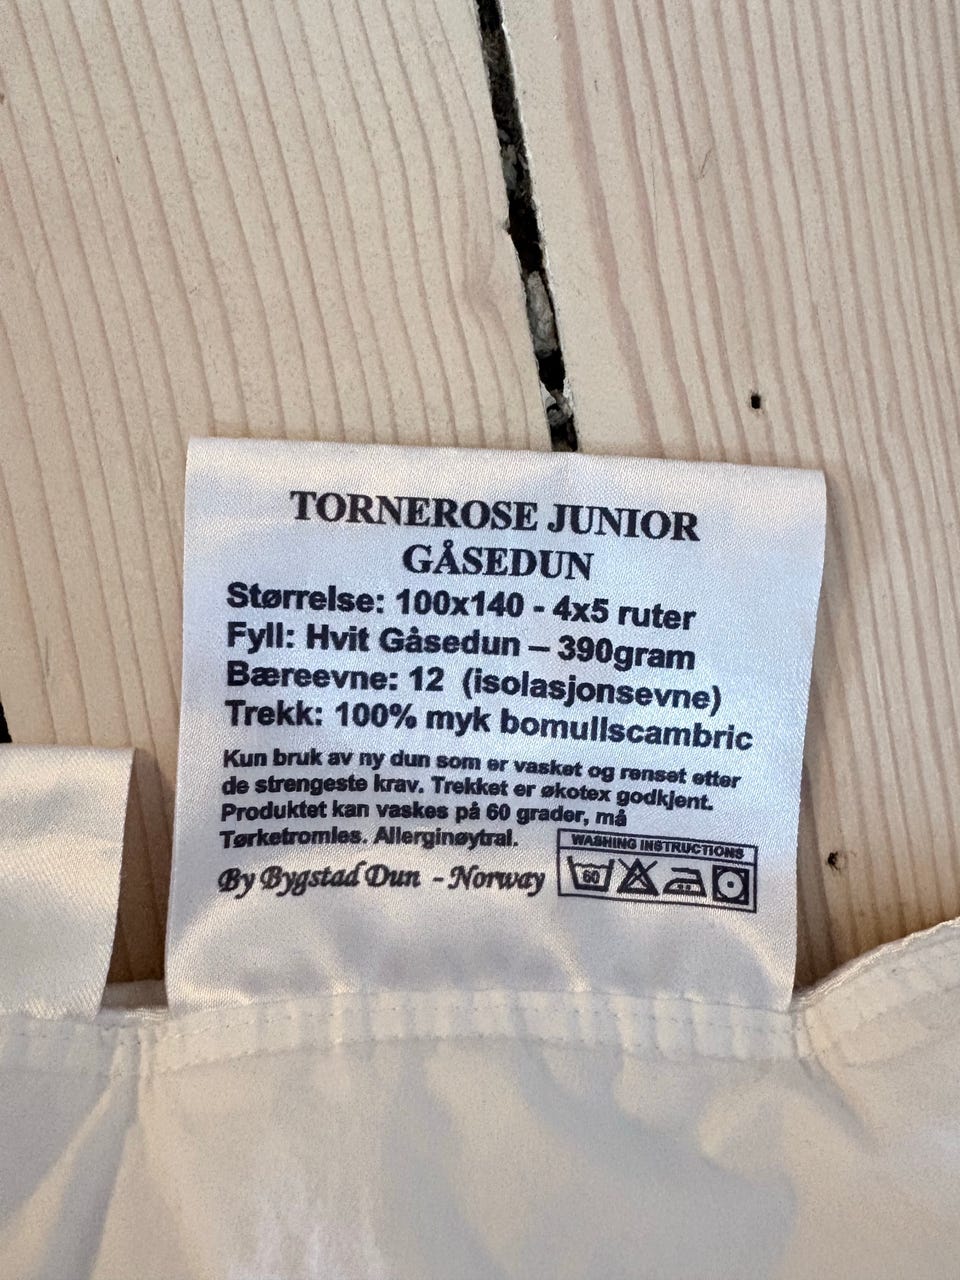 TORNEROSE JUNIOR
GÅSEDUN
Størrelse: 100x140 - 4x5 ruter
Fyll: Hvit Gåsedun – 390gram
Bæreevne: 12 (isolasjonsevne)
Trekk: 100% myk bomullscambric
Kun bruk av ny dun som er vasket og renset etter
de strengeste krav. Trekket er økotex godkjent.
Produktet kan vaskes på 60 grader, må
Tørketromles. Allerginøytral.
WASHING INSTRUCTIONS
60
By Bygstad Dun - Norway